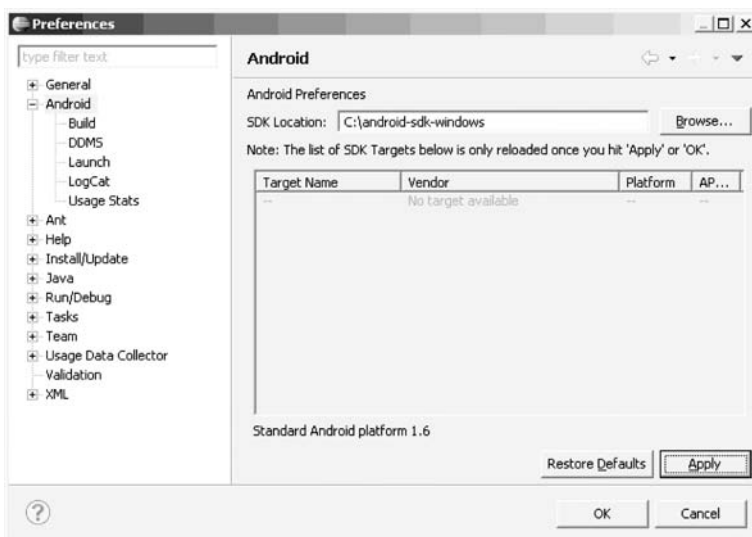 Preferences
type filter text
General
Android
Build
DDMS
Launch
LogCat
Usage Stats
Ant
Help
Install/Update
Java
Run/Debug
Tasks
Team
Usage Data Collector
Validation
XML
Android
Android Preferences
SDK Location: C:\android-sdk-windows Browse...
Note: The list of SDK Targets below is only reloaded once you hit 'Apply' or 'OK'.
Target Name Vendor Platform AP...
-- No target available -- --
Standard Android platform 1.6
Restore Defaults Apply
? OK Cancel